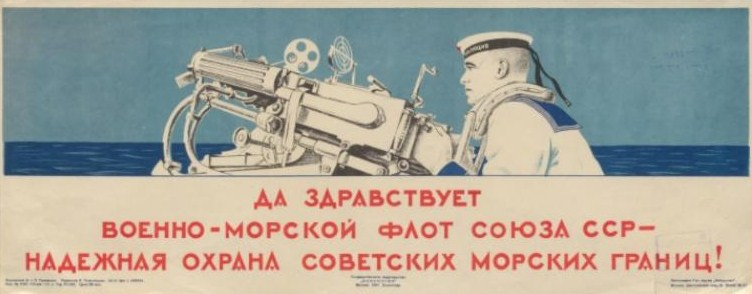 ДА ЗДРАВСТВУЕТ
ВОЕННО-МОРСКОЙ ФЛОТ СОЮЗА ССР—
НАДЕЖНАЯ ОХРАНА СОВЕТСКИХ МОРСКИХ ГРАНИЦ!